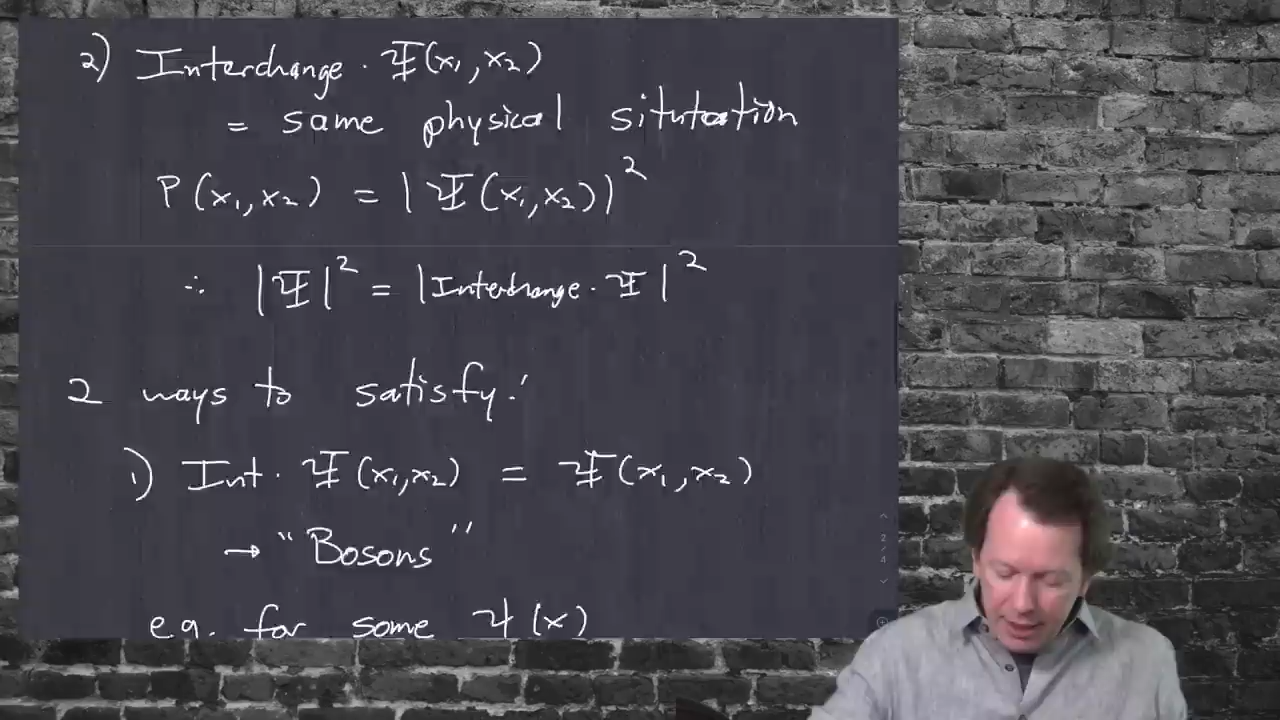 2) Interchange · Ψ(x₁,x₂)
= same physical situtation
P(x₁,x₂) = |Ψ(x₁,x₂)|²
∴ |Ψ|² = |Interchange · Ψ|²
2 ways to satisfy:
1) Int · Ψ(x₁,x₂) = Ψ(x₁,x₂)
→ "Bosons"
e.g. for some ψ(x)